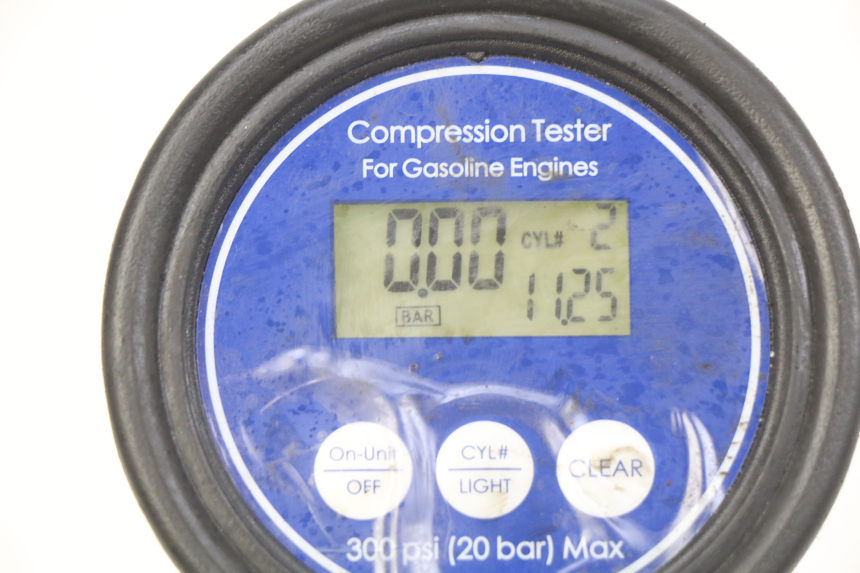 Compression Tester
For Gasoline Engines
0.00 CYL# 2
BAR 11.25
On-Unit CYL# CLEAR
OFF LIGHT
300 psi (20 bar) Max